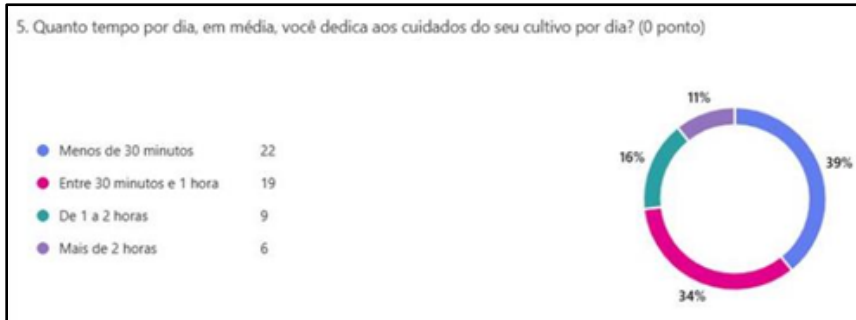 5. Quanto tempo por dia, em média, você dedica aos cuidados do seu cultivo por dia? (0 ponto)
Menos de 30 minutos 22
Entre 30 minutos e 1 hora 19
De 1 a 2 horas 9
Mais de 2 horas 6
11%
16%
39%
34%